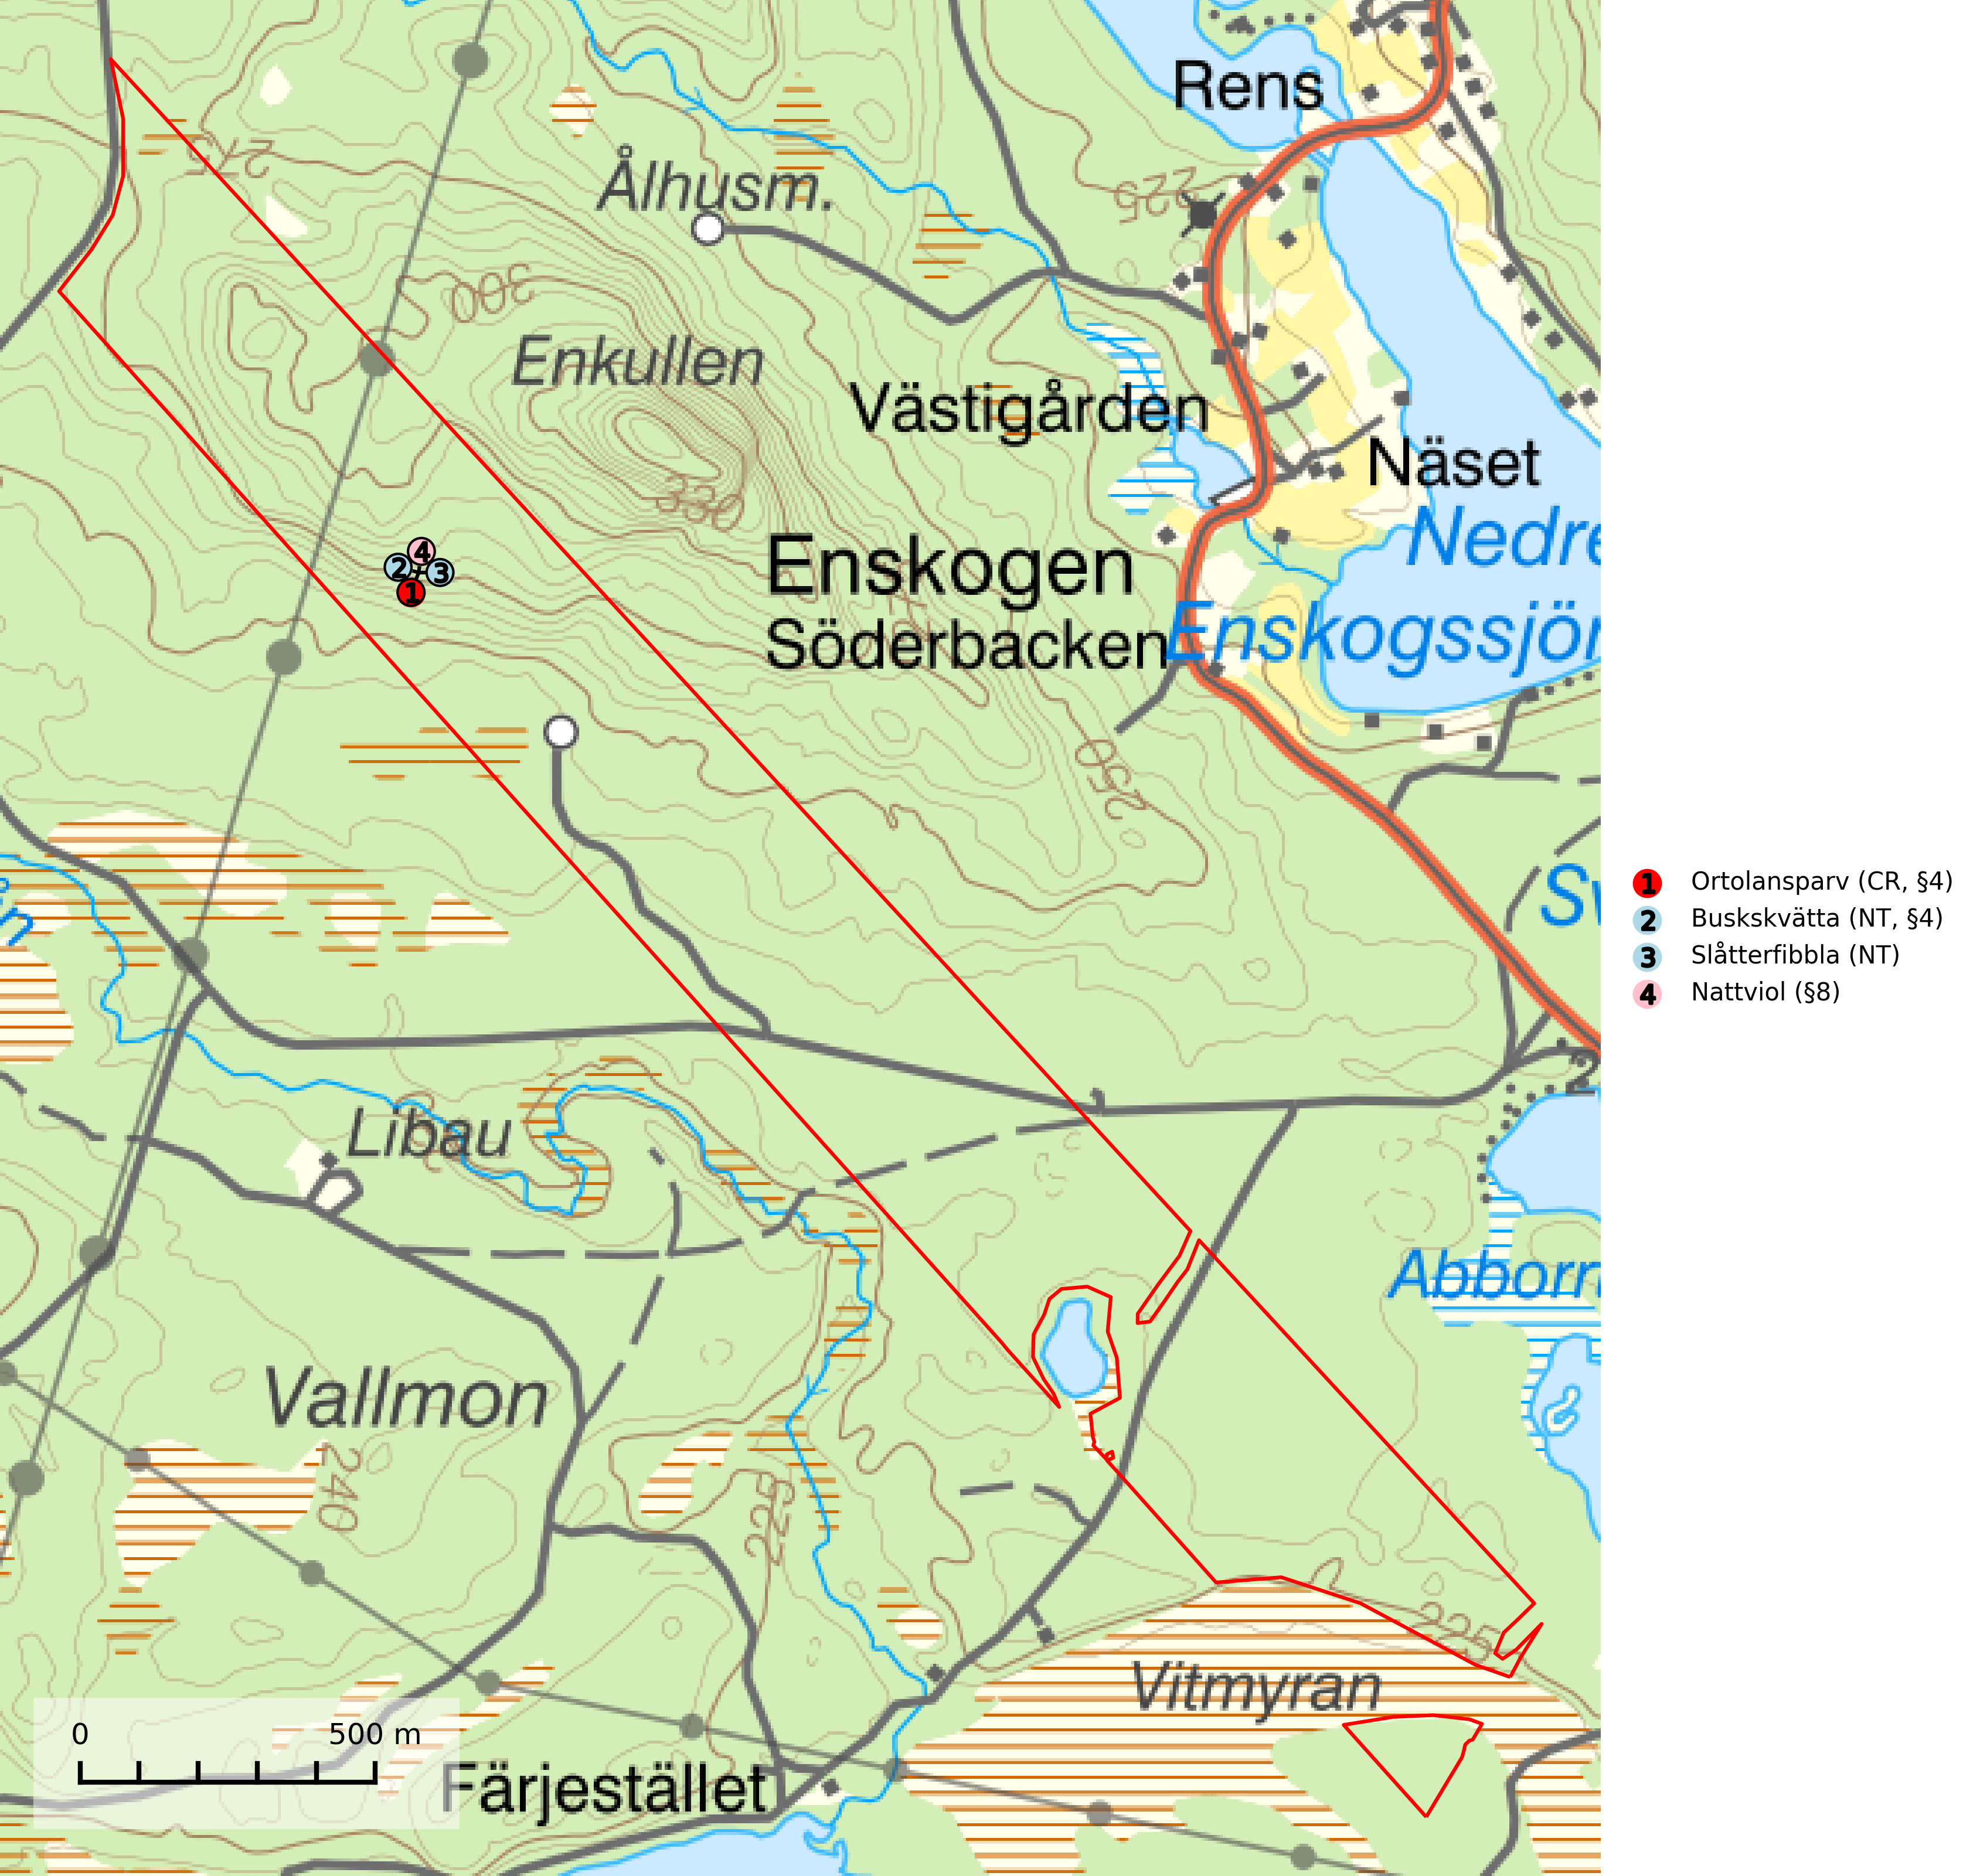 Rens
275
Ålhusm.
225
300
Enkullen
Västigården
Näset
330
Nedre
Enskogen
4
2 3
1
Enskogssjön
Söderbacken
250
1 Ortolansparv (CR, §4)
2 Buskskvätta (NT, §4)
3 Slåtterfibbla (NT)
4 Nattviol (§8)
Sv
2
Libau
Abborr
Vallmon
240
225
225
Vitmyran
0 500 m
Färjestället